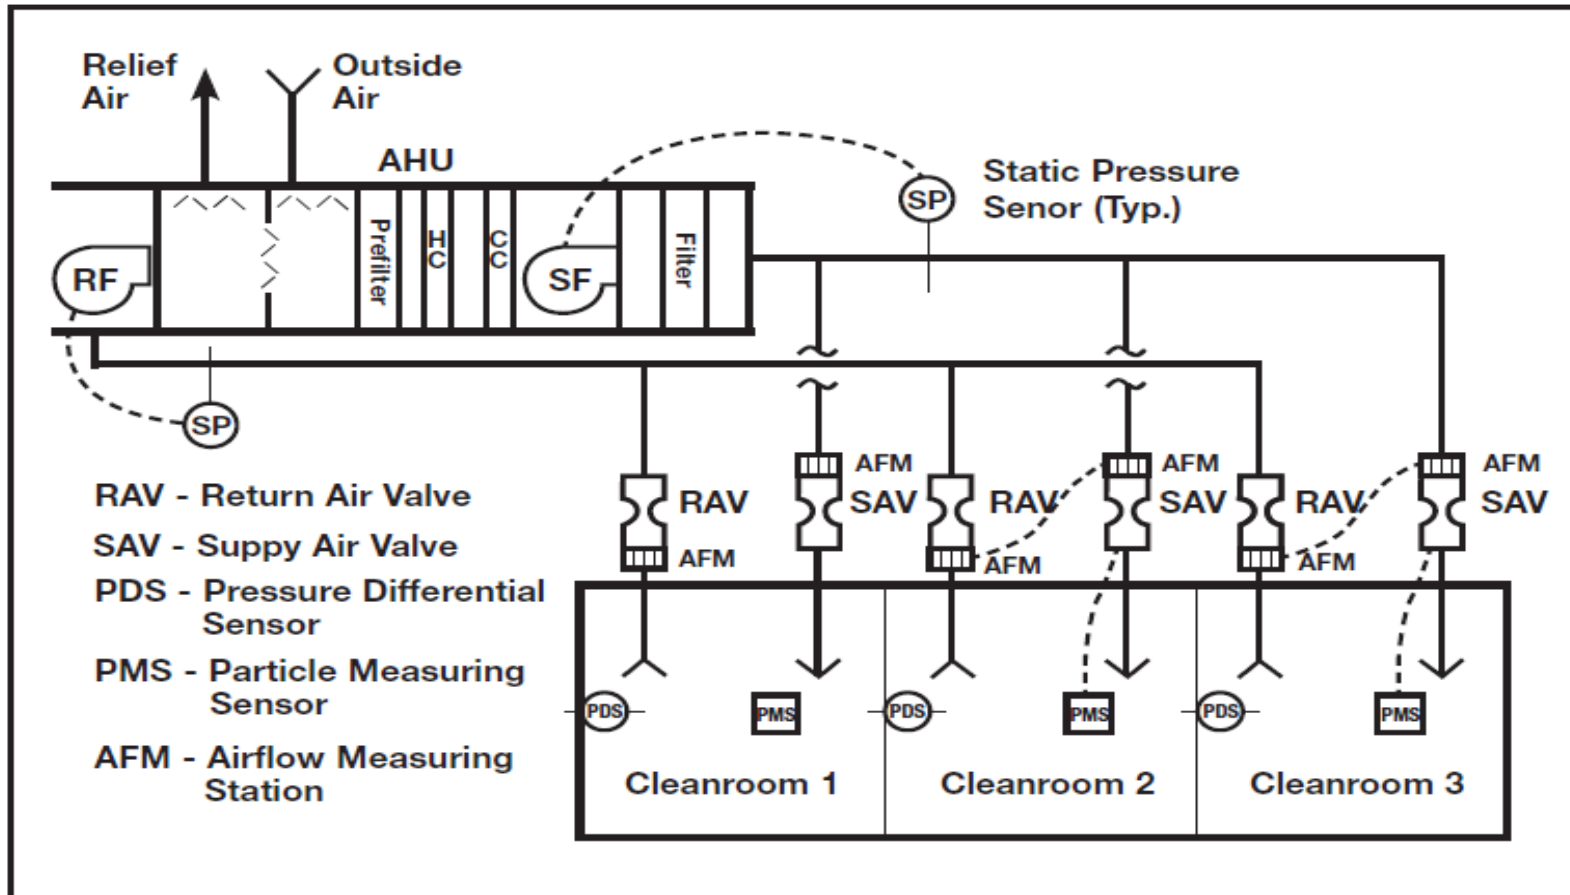 Relief
Air
Outside
Air
AHU
Static Pressure
Senor (Typ.)
SP
RF
Prefilter
HC
CC
SF
Filter
SP
AFM
AFM
AFM
RAV
SAV
RAV
SAV
RAV
SAV
AFM
AFM
AFM
RAV - Return Air Valve
SAV - Suppy Air Valve
PDS - Pressure Differential
Sensor
PMS - Particle Measuring
Sensor
AFM - Airflow Measuring
Station
PDS
PMS
PDS
PMS
PDS
PMS
Cleanroom 1
Cleanroom 2
Cleanroom 3